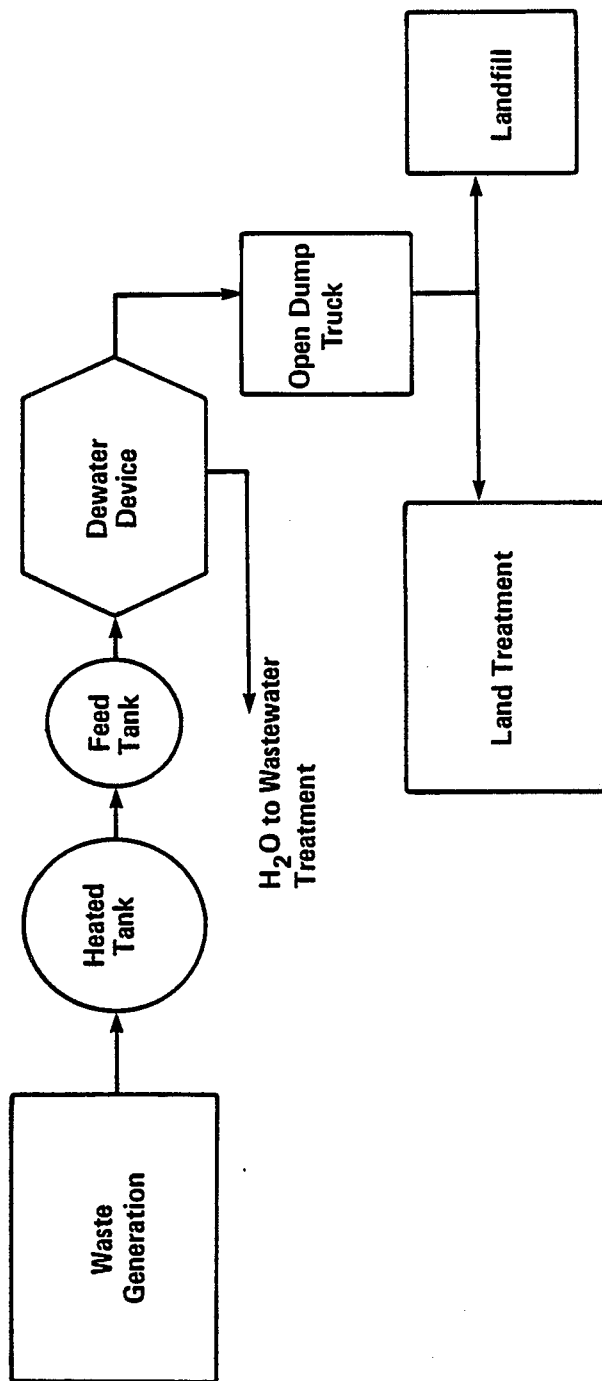 Waste
Generation
Heated
Tank
Feed
Tank
Dewater
Device
H₂O to Wastewater
Treatment
Open Dump
Truck
Land Treatment
Landfill